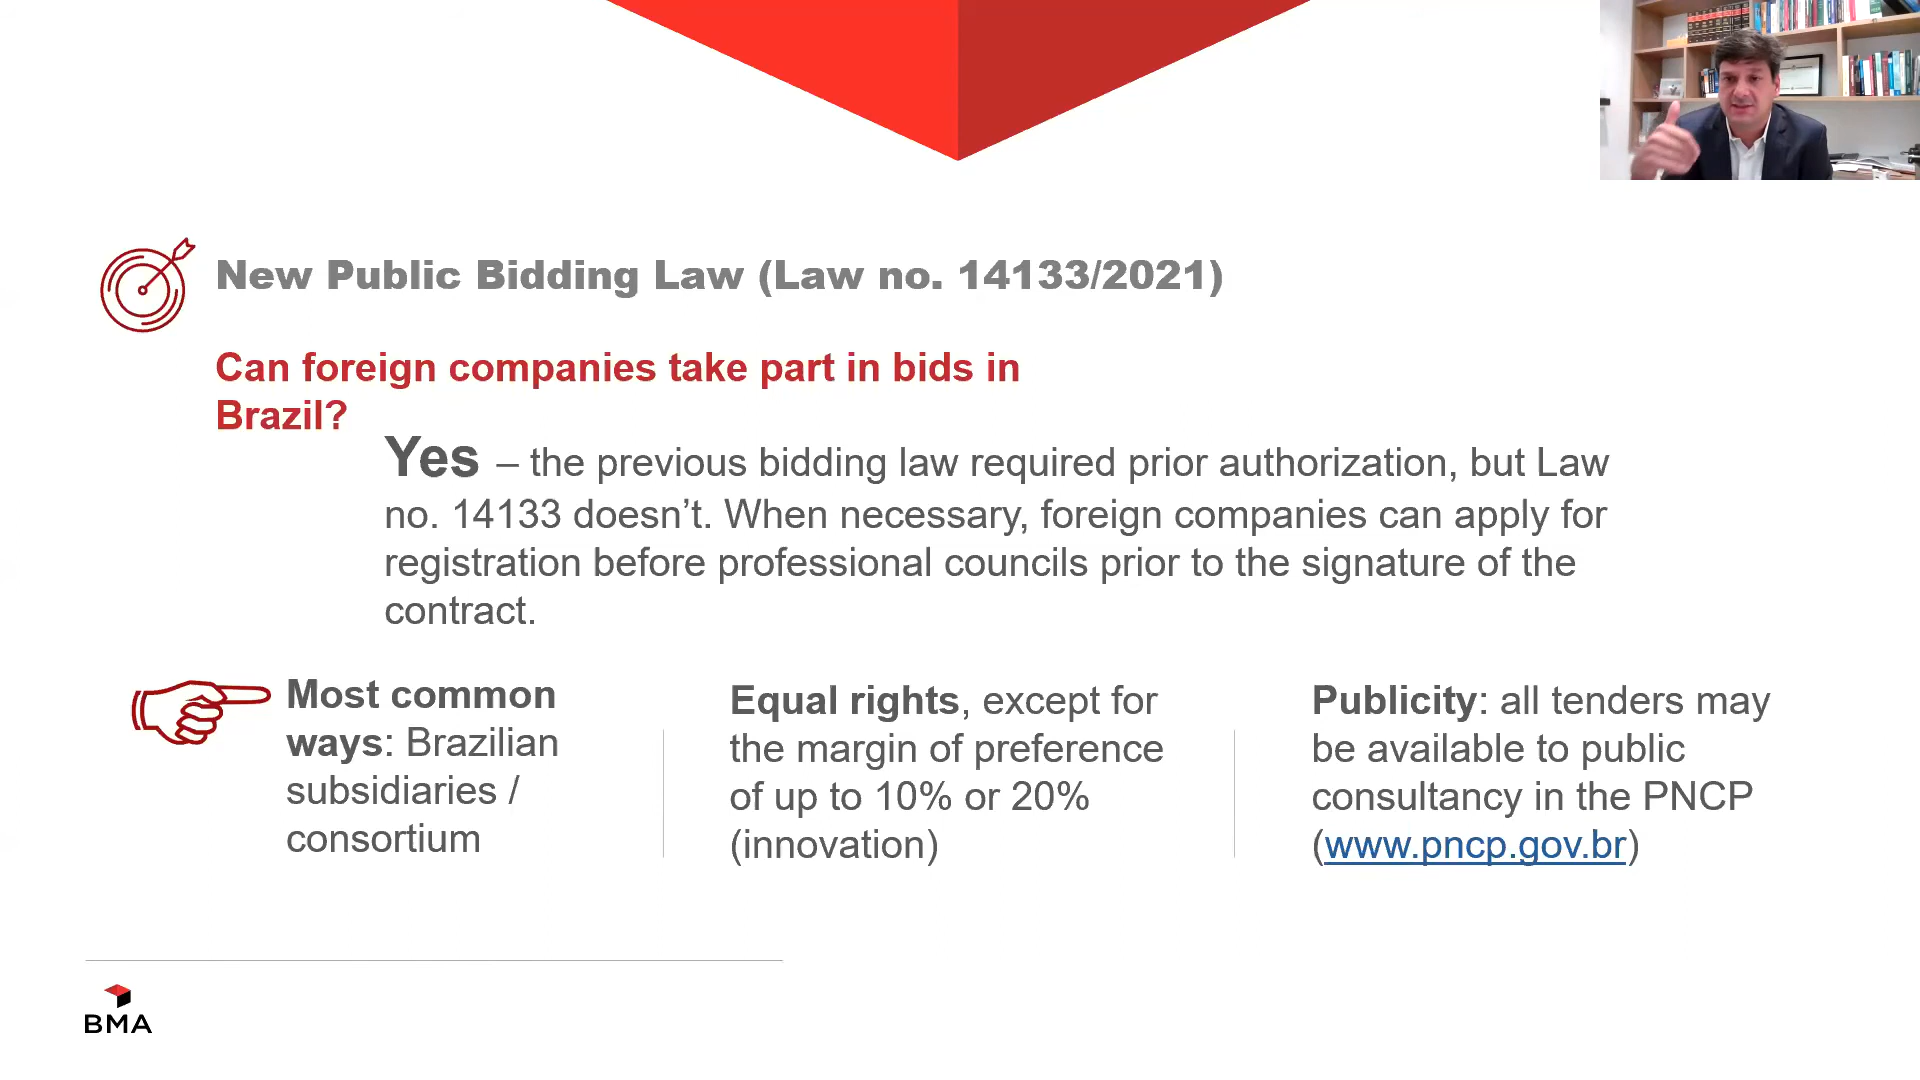 New Public Bidding Law (Law no. 14133/2021)
Can foreign companies take part in bids in
Brazil?
Yes – the previous bidding law required prior authorization, but Law
no. 14133 doesn’t. When necessary, foreign companies can apply for
registration before professional councils prior to the signature of the
contract.
Most common
ways: Brazilian
subsidiaries /
consortium
Equal rights, except for
the margin of preference
of up to 10% or 20%
(innovation)
Publicity: all tenders may
be available to public
consultancy in the PNCP
(www.pncp.gov.br)
BMA